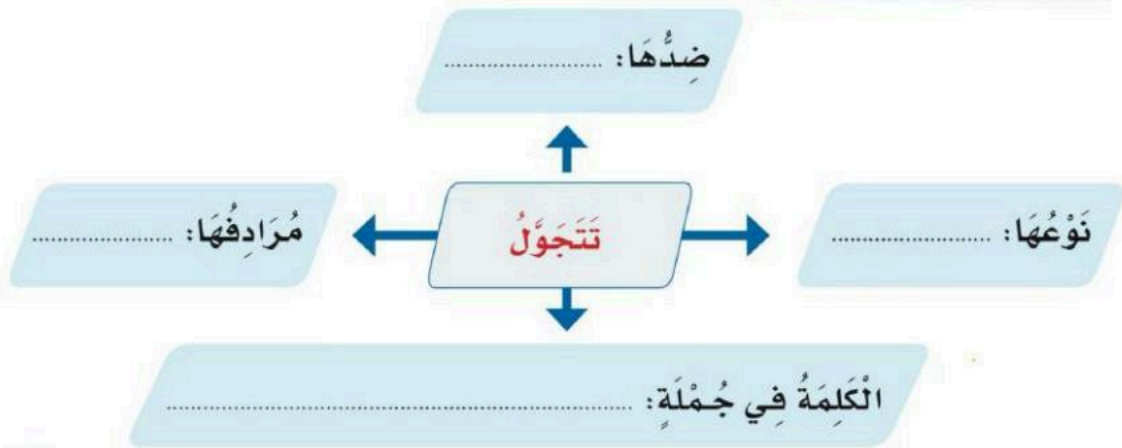 ضِدُّهَا: ........................
نَوْعُهَا: ........................
تَتَجَوَّلُ
مُرَادِفُهَا: ........................
الْكَلِمَةُ فِي جُمْلَةٍ: ........................................................................